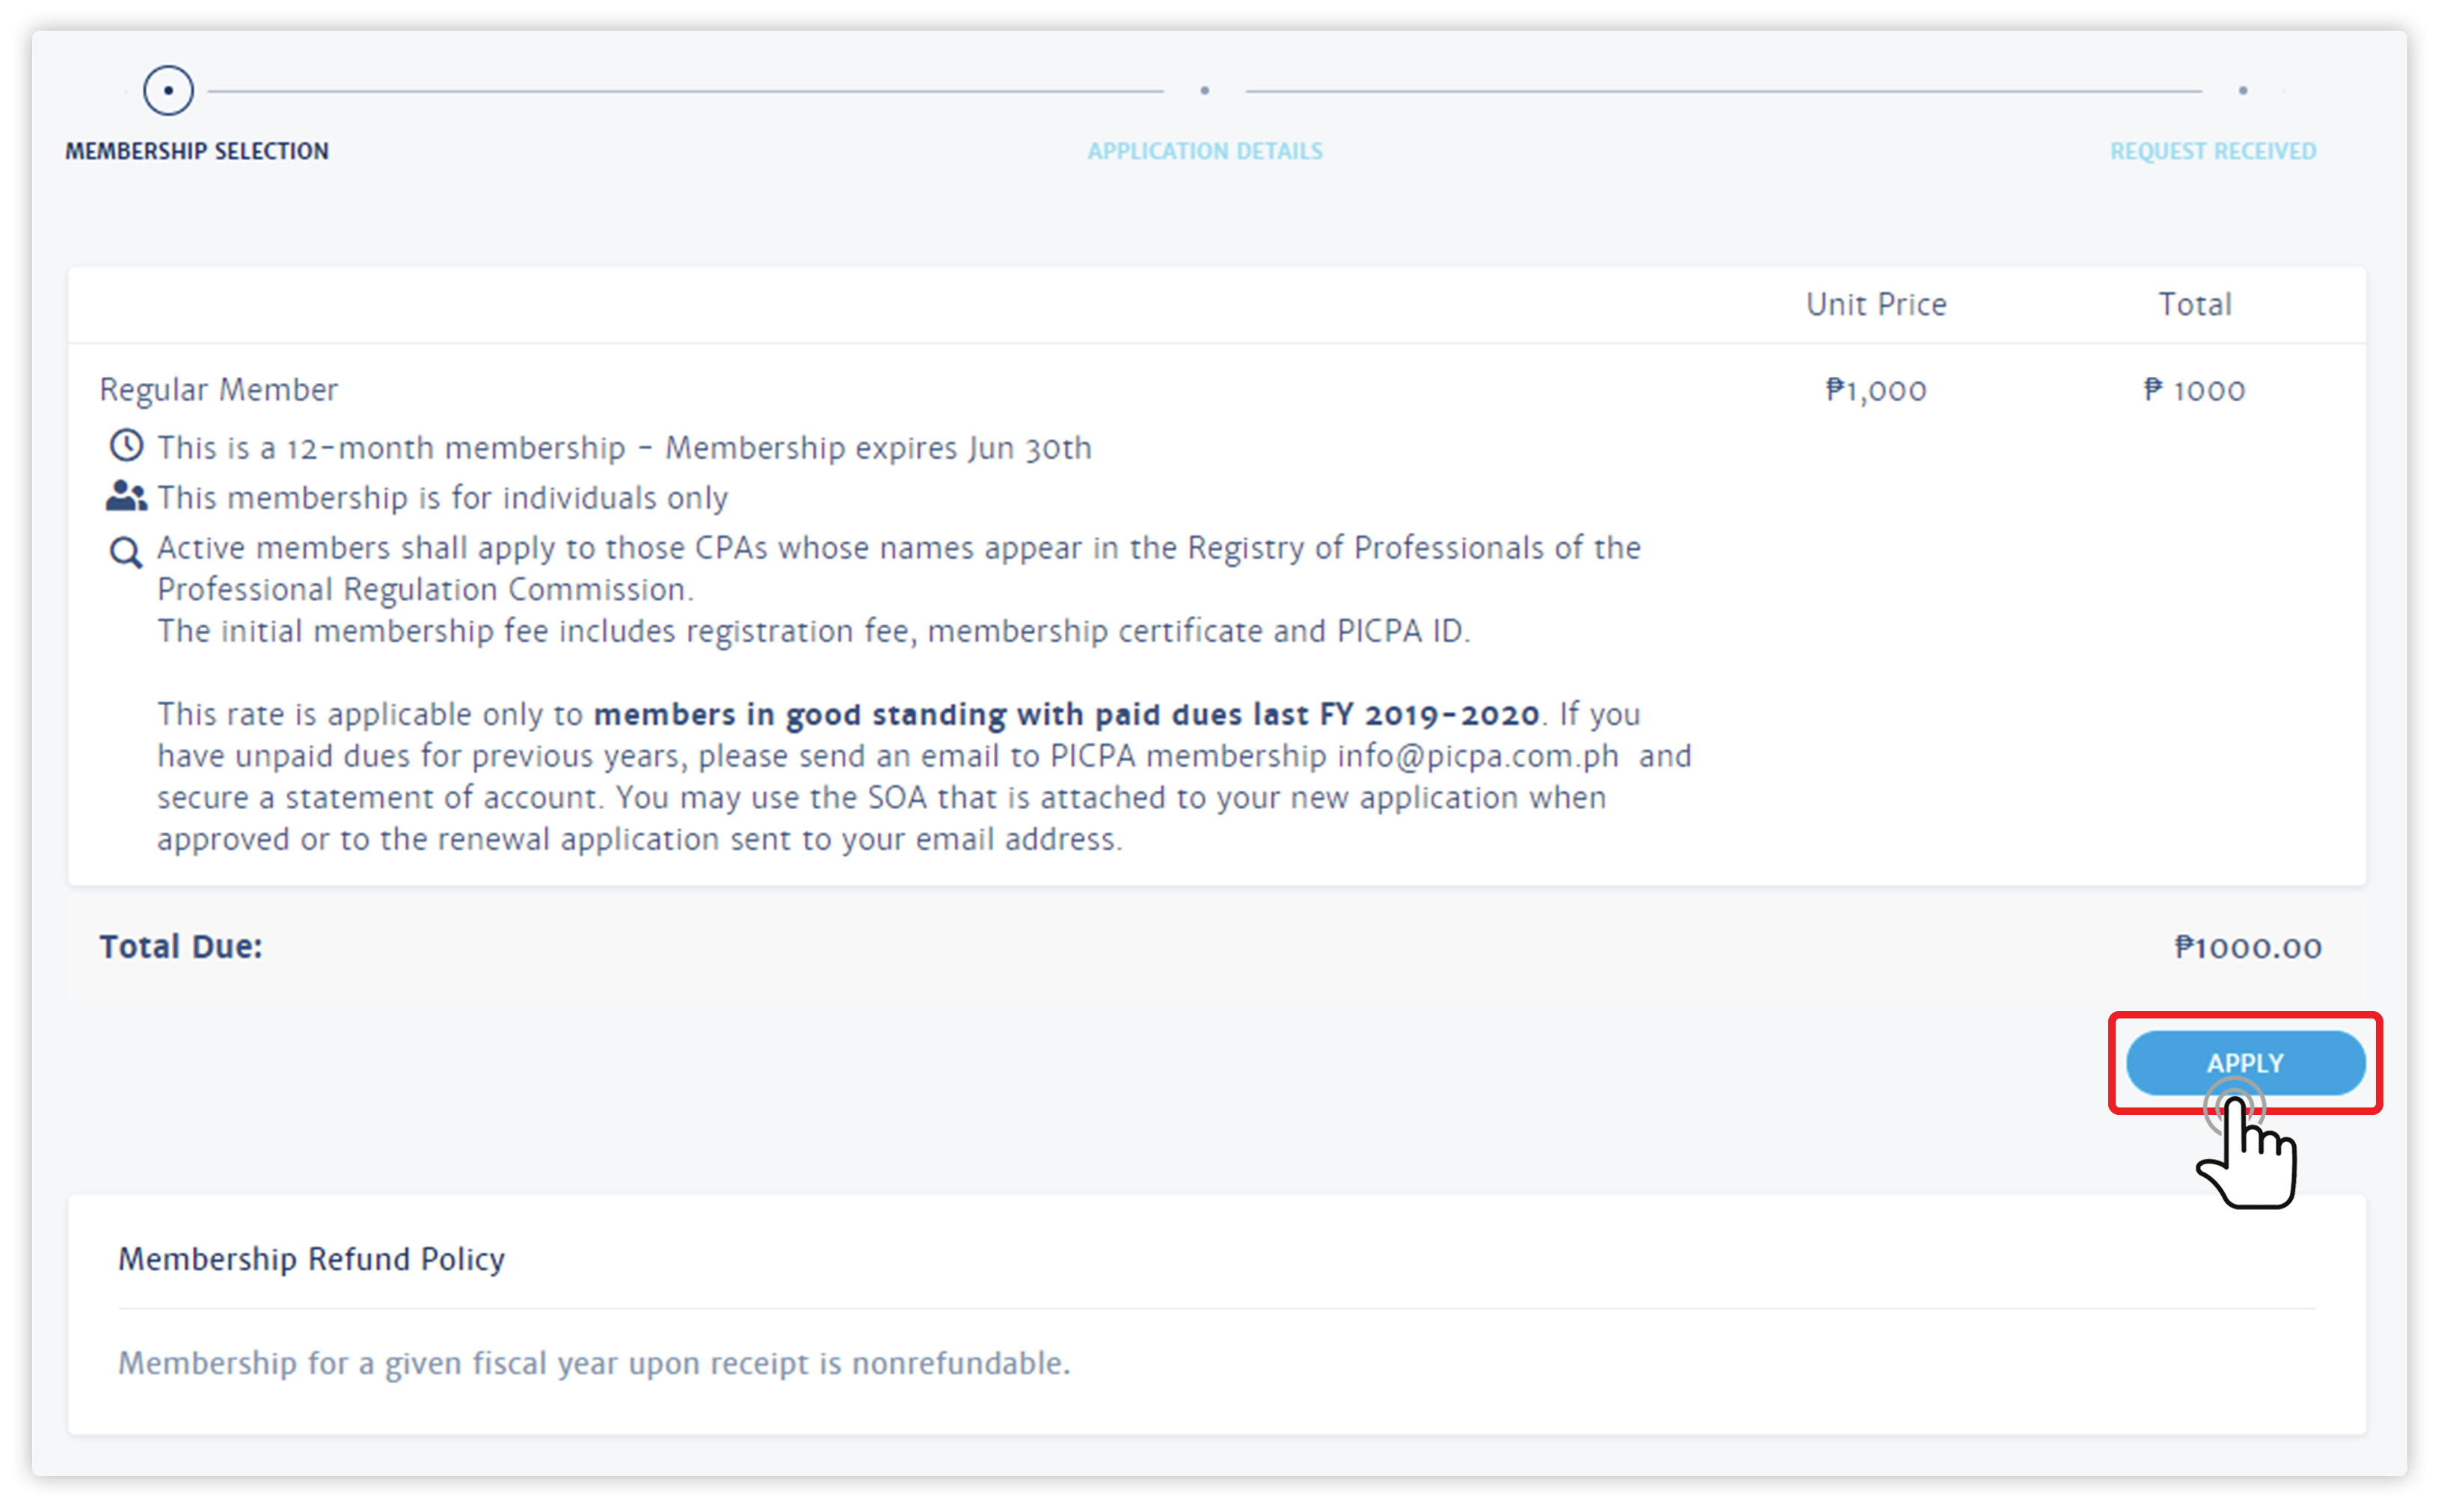 MEMBERSHIP SELECTION APPLICATION DETAILS REQUEST RECEIVED
Unit Price Total
Regular Member ₱1,000 ₱ 1000
This is a 12-month membership - Membership expires Jun 30th
This membership is for individuals only
Active members shall apply to those CPAs whose names appear in the Registry of Professionals of the
Professional Regulation Commission.
The initial membership fee includes registration fee, membership certificate and PICPA ID.
This rate is applicable only to members in good standing with paid dues last FY 2019-2020. If you
have unpaid dues for previous years, please send an email to PICPA membership info@picpa.com.ph and
secure a statement of account. You may use the SOA that is attached to your new application when
approved or to the renewal application sent to your email address.
Total Due: ₱1000.00
APPLY
Membership Refund Policy
Membership for a given fiscal year upon receipt is nonrefundable.